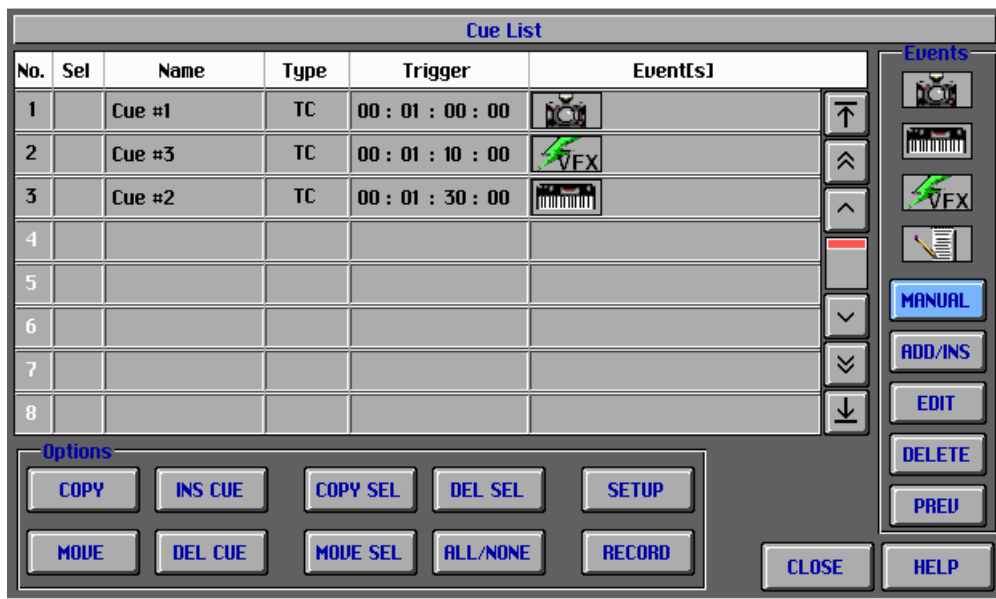 Cue List
No. Sel Name Type Trigger Event[s]
Events
1 Cue #1 TC 00 : 01 : 00 : 00
2 Cue #3 TC 00 : 01 : 10 : 00 VFX
VFX
3 Cue #2 TC 00 : 01 : 30 : 00
4
5
MANUAL
6
7
ADD/INS
8
EDIT
Options
DELETE
COPY INS CUE COPY SEL DEL SEL SETUP
PREV
MOVE DEL CUE MOVE SEL ALL/NONE RECORD
CLOSE HELP